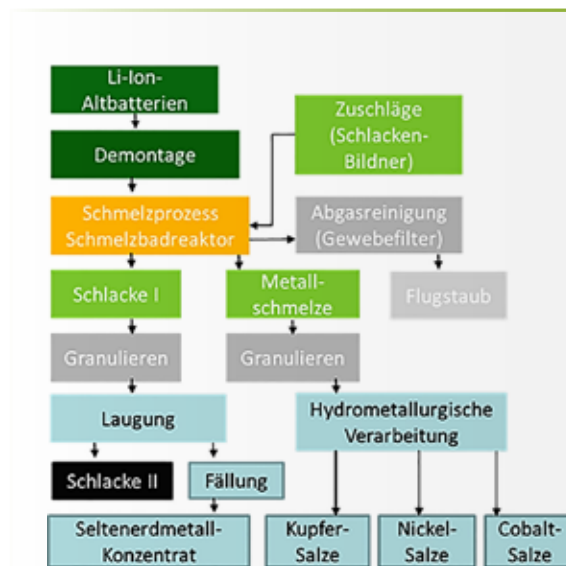 Li-Ion-
Altbatterien
Zuschläge
(Schlacken-
Bildner)
Demontage
Schmelzprozess
Schmelzbadreaktor
Abgasreinigung
(Gewebefilter)
Schlacke I
Metall-
schmelze
Flugstaub
Granulieren
Granulieren
Laugung
Hydrometallurgische
Verarbeitung
Schlacke II
Fällung
Seltenerdmetall-
Konzentrat
Kupfer-
Salze
Nickel-
Salze
Cobalt-
Salze